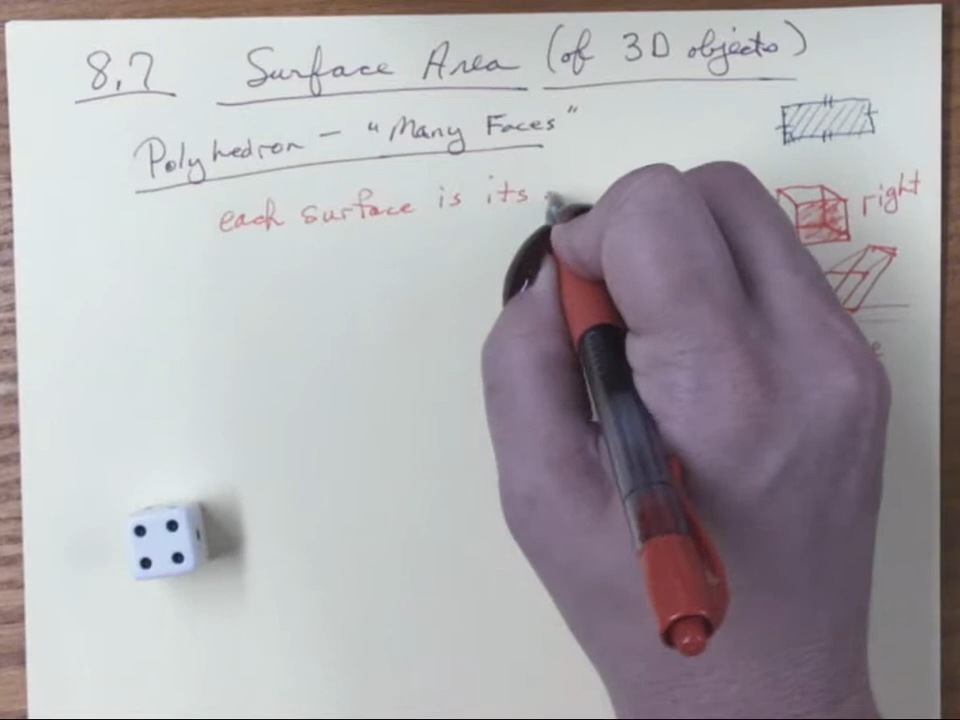 8.7 Surface Area (of 3D objects)
Polyhedron - "Many Faces"
each surface is its
right